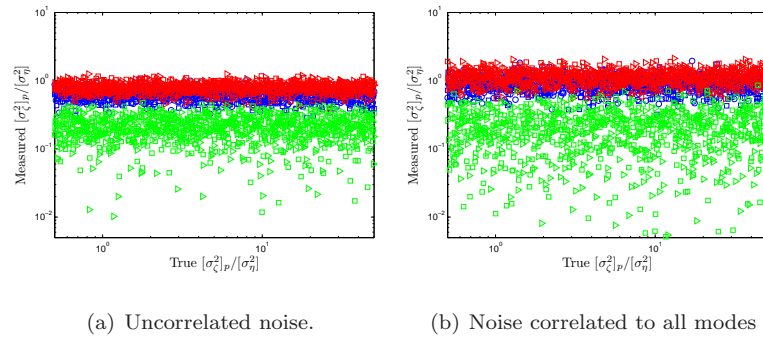 10^1
10^0
10^-1
10^-2
Measured [σ_ζ^2]_p/[σ_η^2]
10^0
10^1
True [σ_ζ^2]_p/[σ_η^2]
(a) Uncorrelated noise.
10^1
10^0
10^-1
10^-2
Measured [σ_ζ^2]_p/[σ_η^2]
10^0
10^1
True [σ_ζ^2]_p/[σ_η^2]
(b) Noise correlated to all modes